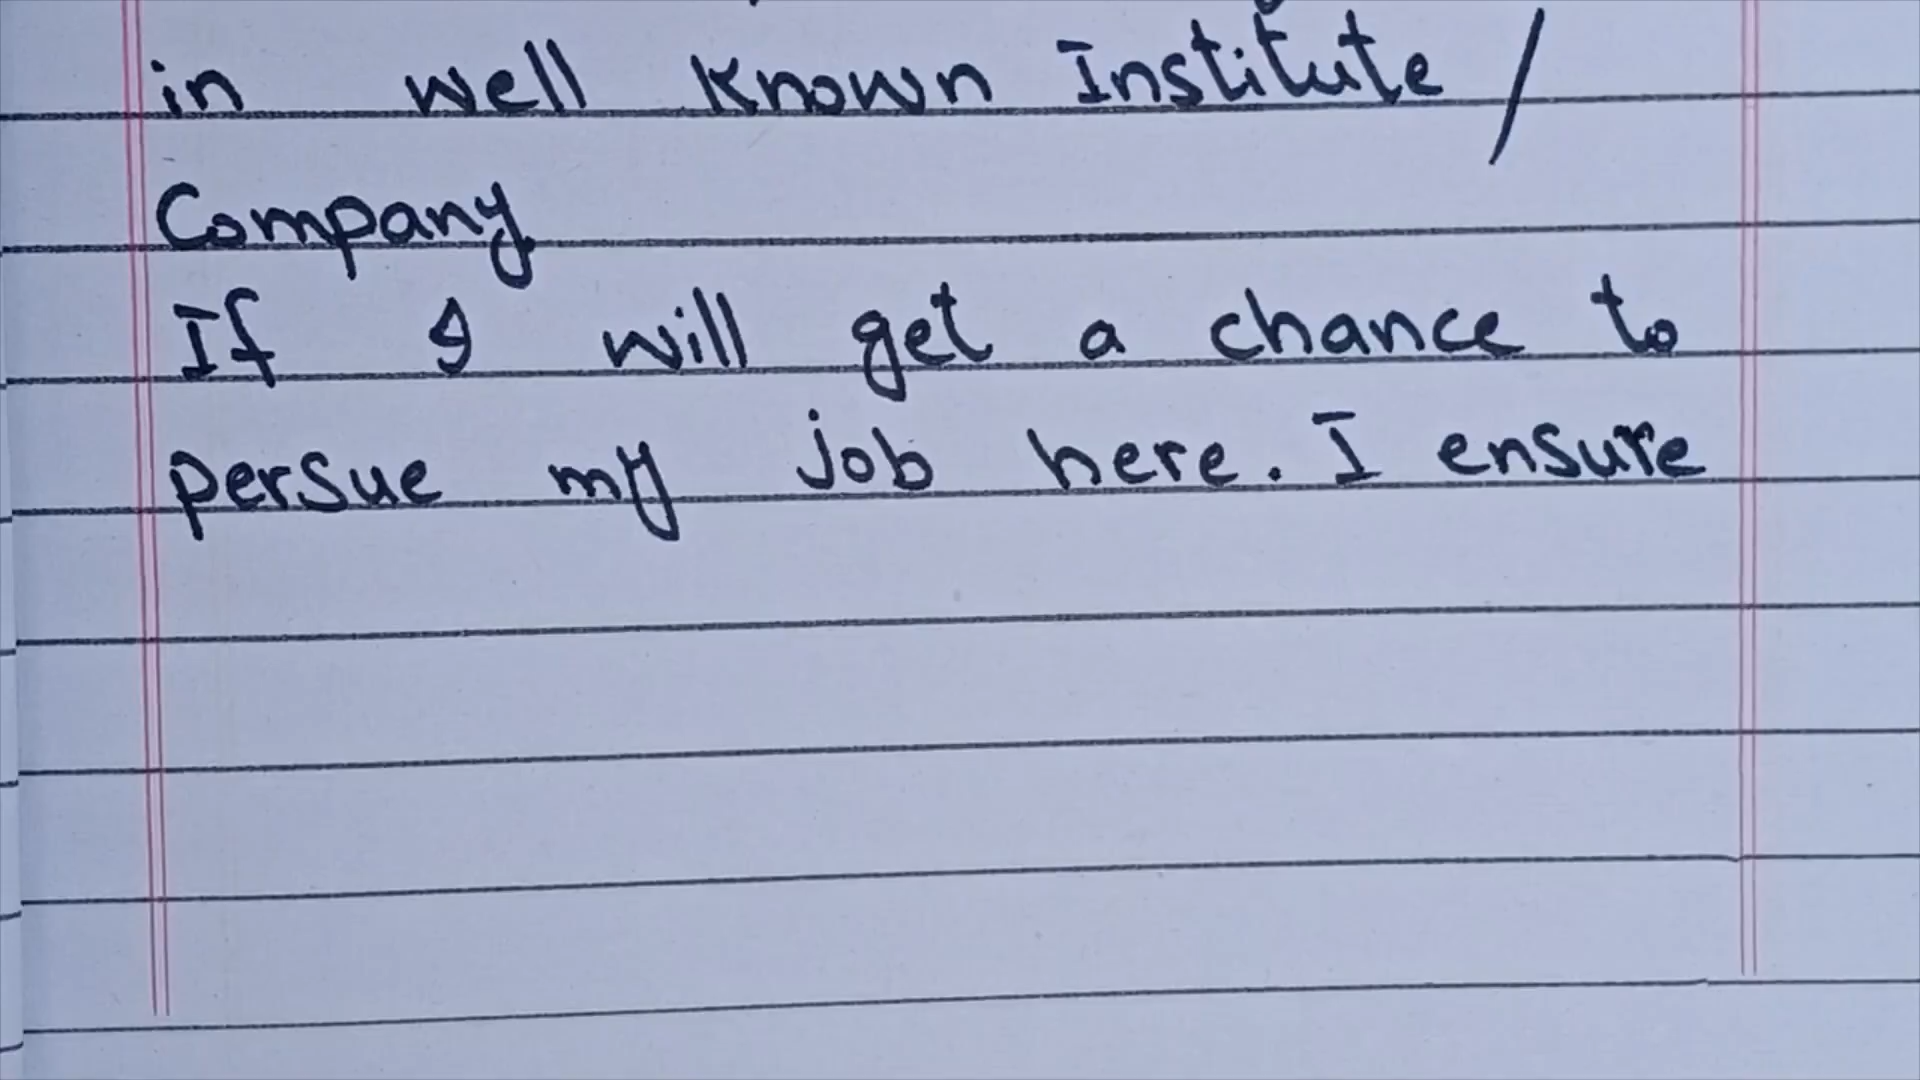 in well known Institute /
Company.
If I will get a chance to
persue my job here. I ensure